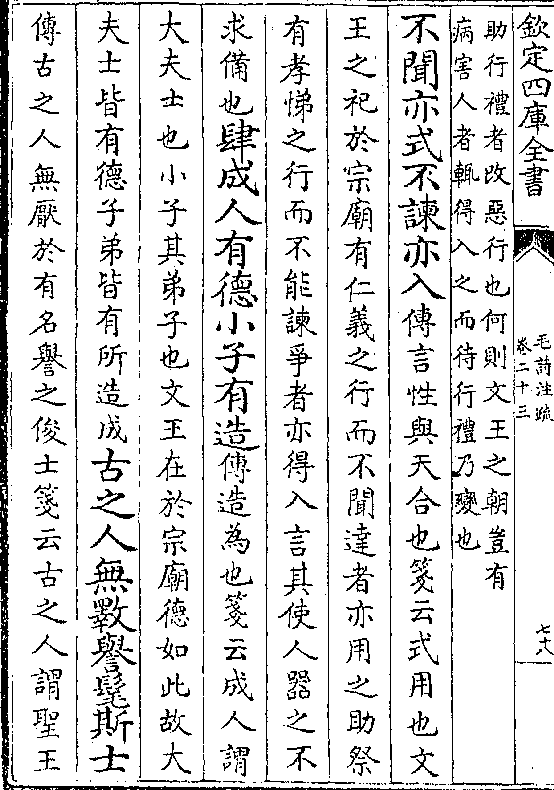 欽定四庫全書
毛詩注疏
卷二十三
七六
助行禮者改惡行也何則文王之朝豈有
病害人者輒得入之而待行禮乃變也
不聞亦式不諫亦入傳言性與天合也箋云式用也文
王之祀於宗廟有仁義之行而不聞達者亦用之助祭
有孝悌之行而不能諫爭者亦得入言其使人器之不
求備也肆成人有德小子有造傳造為也箋云成人謂
大夫士也小子其弟子也文王在於宗廟德如此故大
夫士皆有德子弟皆有所造成古之人無斁譽髦斯士
傳古之人無厭於有名譽之俊士箋云古之人謂聖王